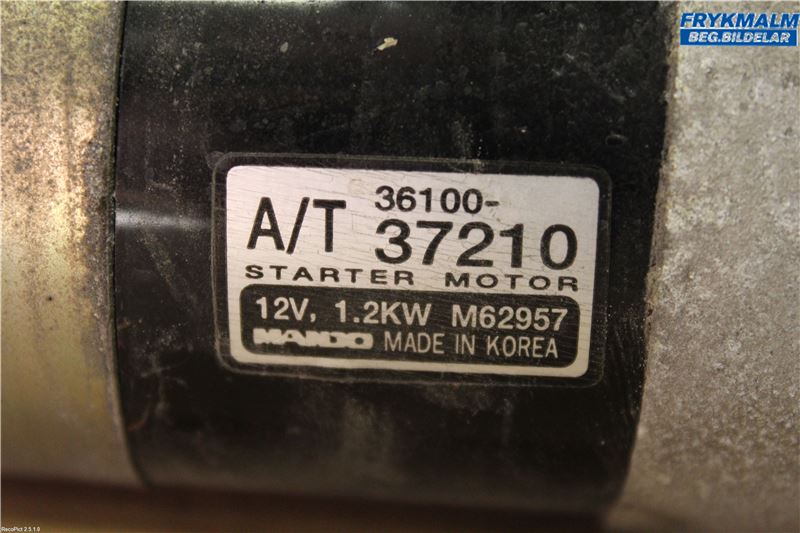 FRYKMALM
BEG.BILDELAR
A/T 36100-
37210
STARTER MOTOR
12V, 1.2KW M62957
MANDO MADE IN KOREA
RecoPict 2.5.1.0